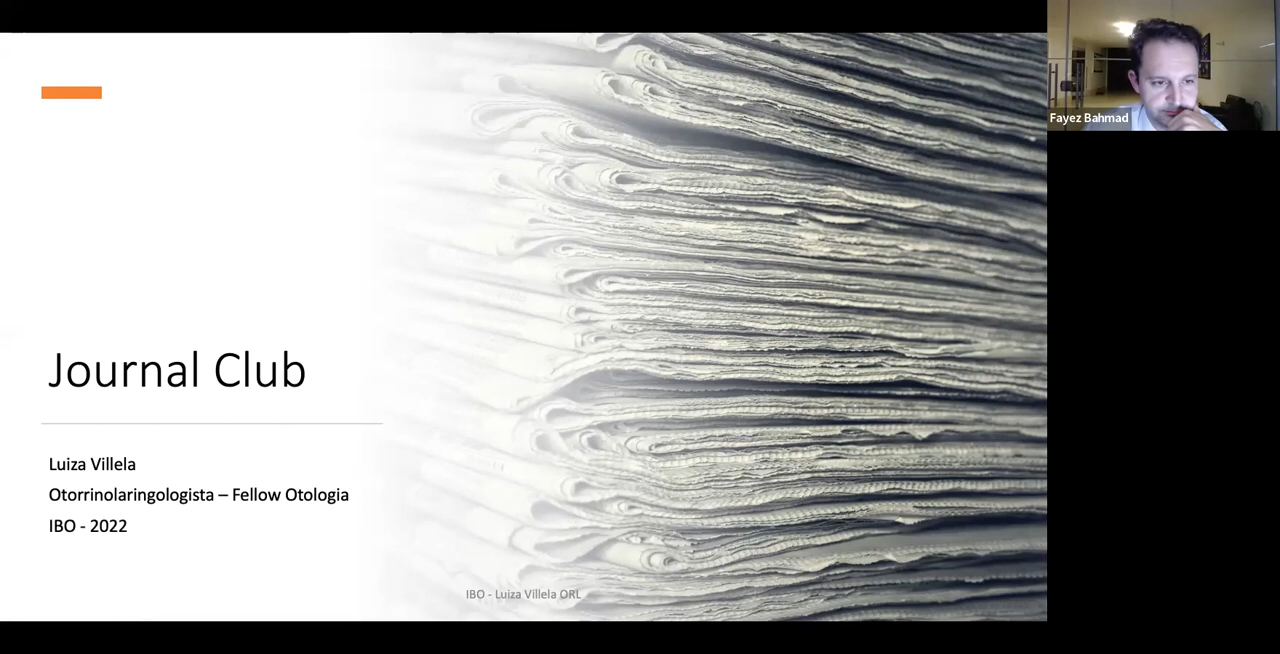 Fayez Bahmad
Journal Club
Luiza Villela
Otorrinolaringologista – Fellow Otologia
IBO - 2022
IBO - Luiza Villela ORL